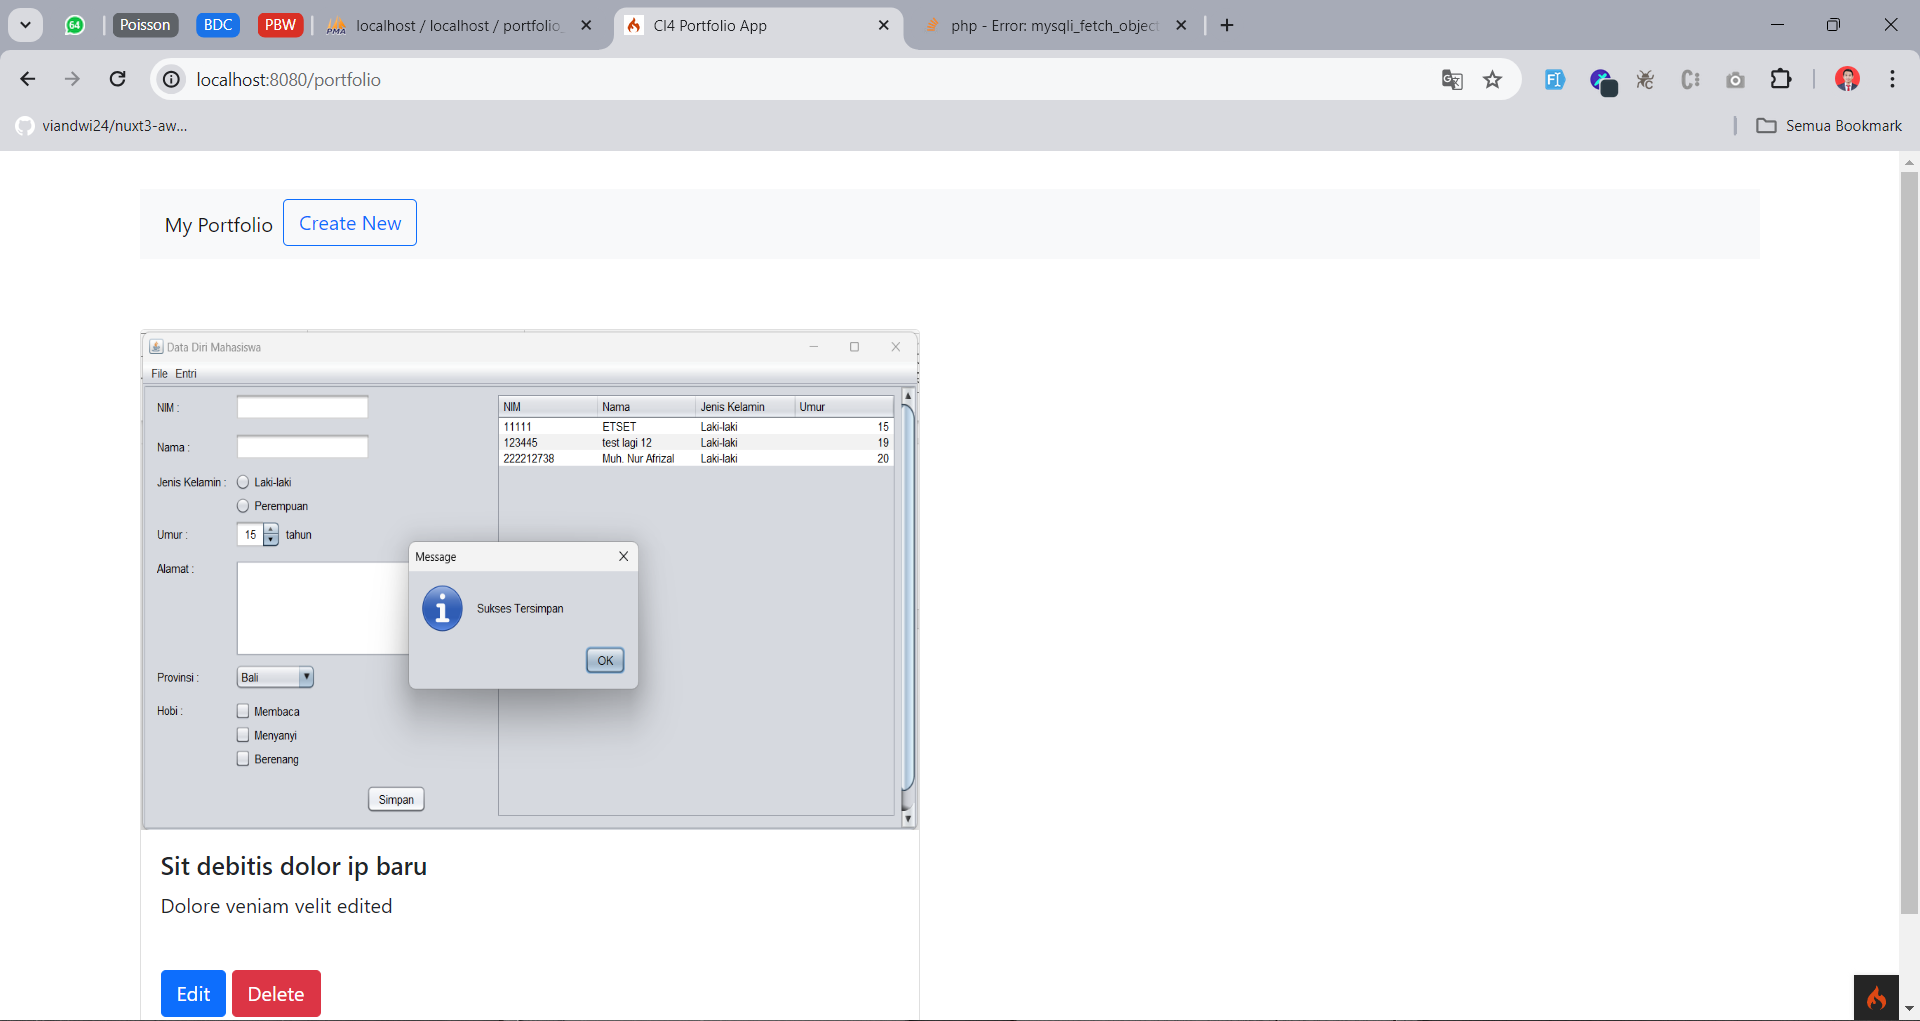 64
Poisson
BDC
PBW
PMA
localhost / localhost / portfolio_
CI4 Portfolio App
php - Error: mysqli_fetch_object
localhost:8080/portfolio
viandwi24/nuxt3-aw...
Semua Bookmark
My Portfolio
Create New
Data Diri Mahasiswa
File Entri
NIM :
Nama :
Jenis Kelamin :
Laki-laki
Perempuan
Umur :
15
tahun
Alamat :
Provinsi :
Bali
Hobi :
Membaca
Menyanyi
Berenang
Simpan
NIM Nama Jenis Kelamin Umur
11111 ETSET Laki-laki 15
123445 test lagi 12 Laki-laki 19
222212738 Muh. Nur Afrizal Laki-laki 20
Message
Sukses Tersimpan
OK
Sit debitis dolor ip baru
Dolore veniam velit edited
Edit
Delete